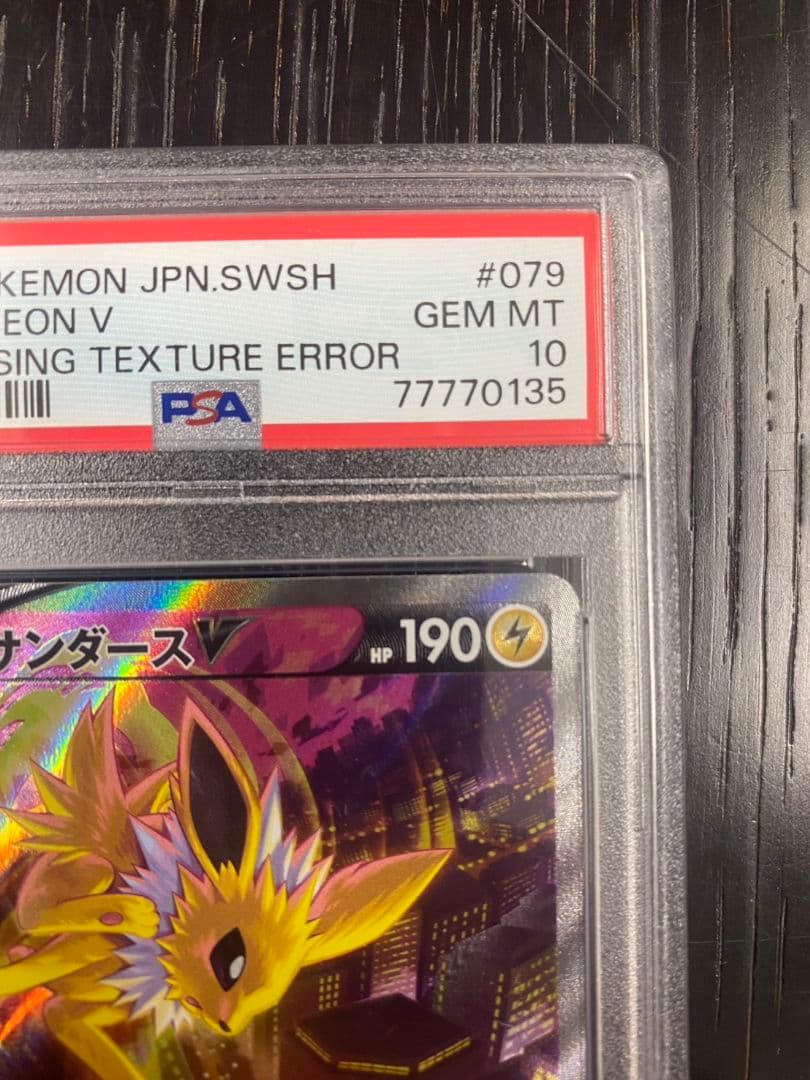 KEMON JPN.SWSH #079
EON V GEM MT
SING TEXTURE ERROR 10
PSA 77770135
サンダースV HP 190